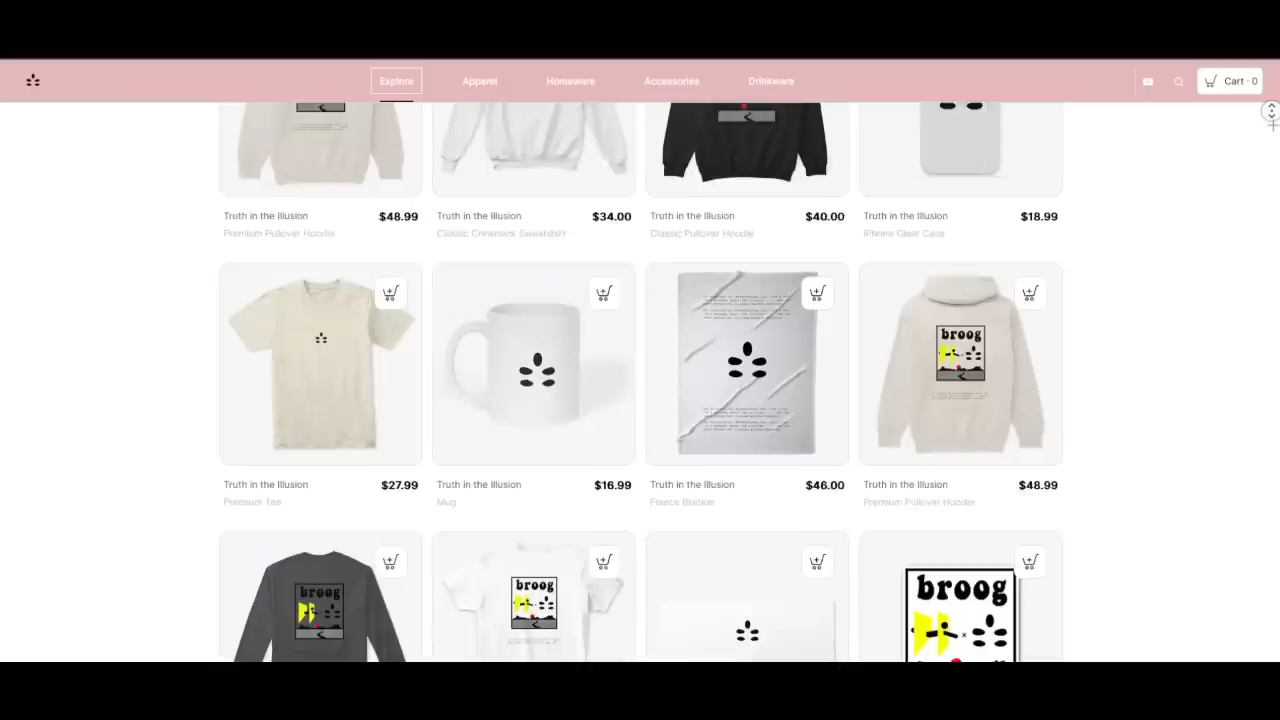 Explore Apparel Homeware Accessories Drinkware Cart · 0
Truth in the Illusion $48.99 Truth in the Illusion $34.00 Truth in the Illusion $40.00 Truth in the Illusion $18.99
Premium Pullover Hoodie Classic Crewneck Sweatshirt Classic Pullover Hoodie iPhone Clear Case
broog
Truth in the Illusion $27.99 Truth in the Illusion $16.99 Truth in the Illusion $46.00 Truth in the Illusion $48.99
Premium Tee Mug Fleece Blanket Premium Pullover Hoodie
broog broog broog
x